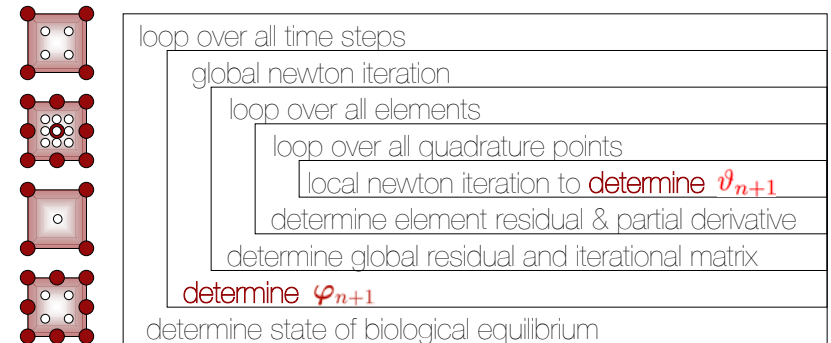 loop over all time steps
global newton iteration
loop over all elements
loop over all quadrature points
local newton iteration to determine ϑₙ₊₁
determine element residual & partial derivative
determine global residual and iterational matrix
determine φₙ₊₁
determine state of biological equilibrium